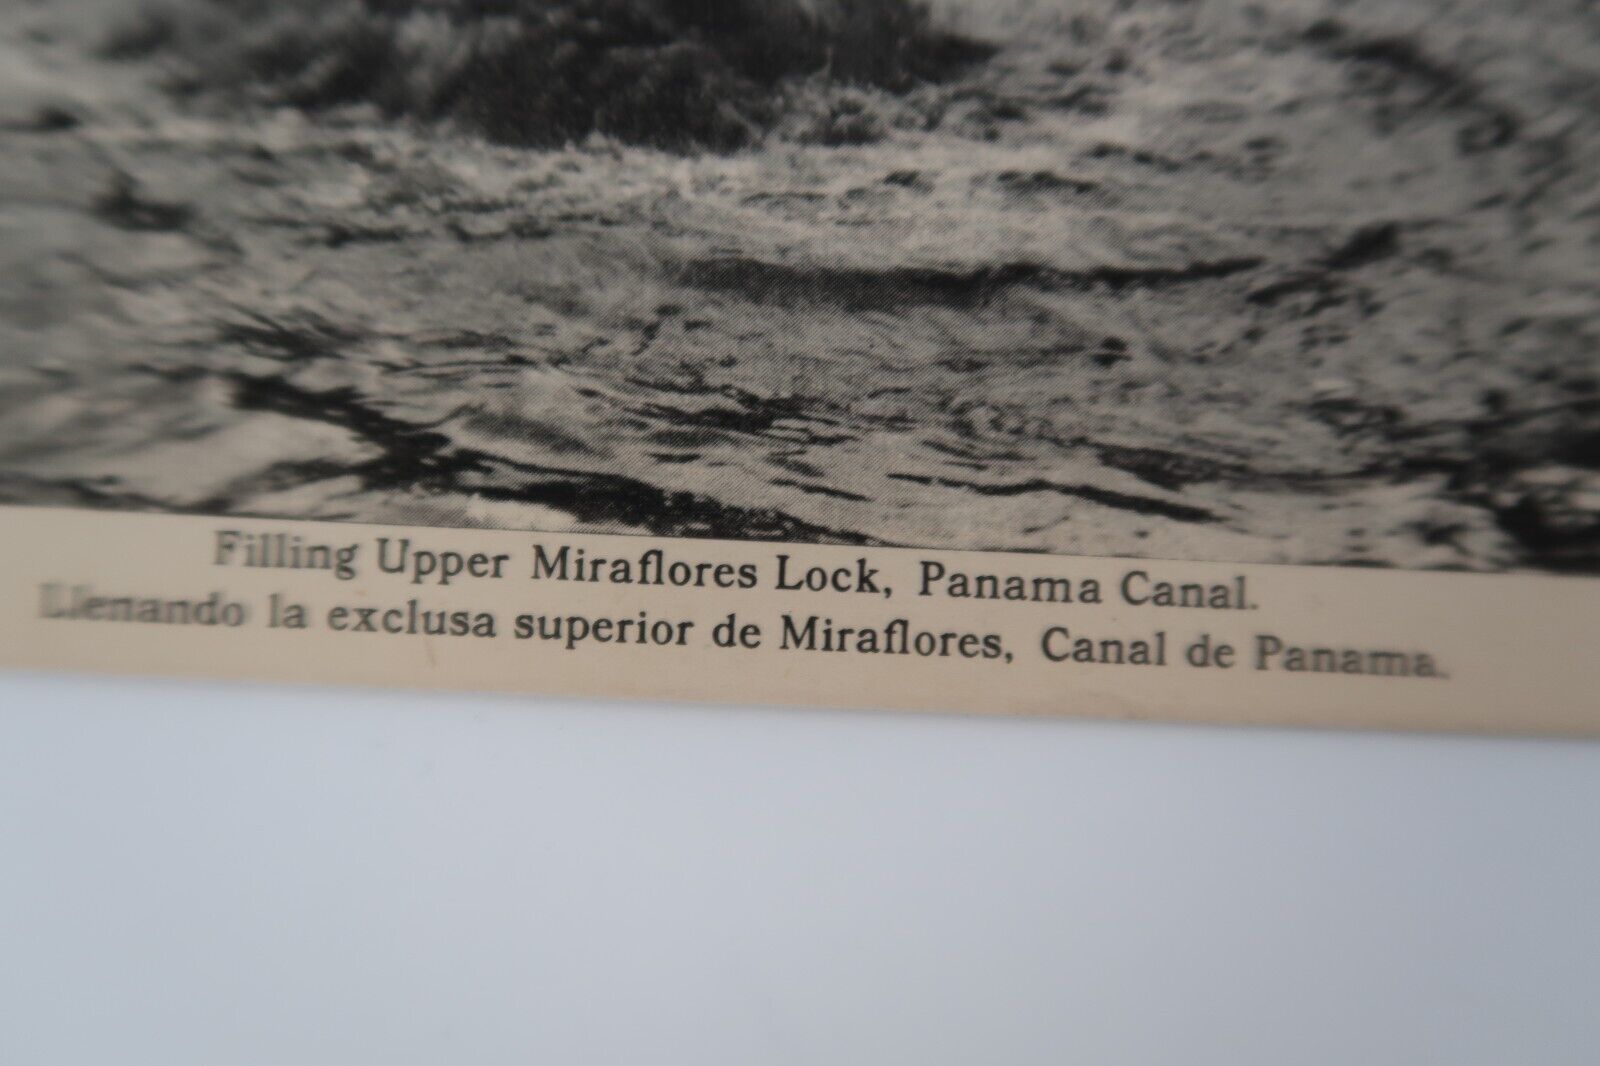 Filling Upper Miraflores Lock, Panama Canal.
Llenando la exclusa superior de Miraflores, Canal de Panama.